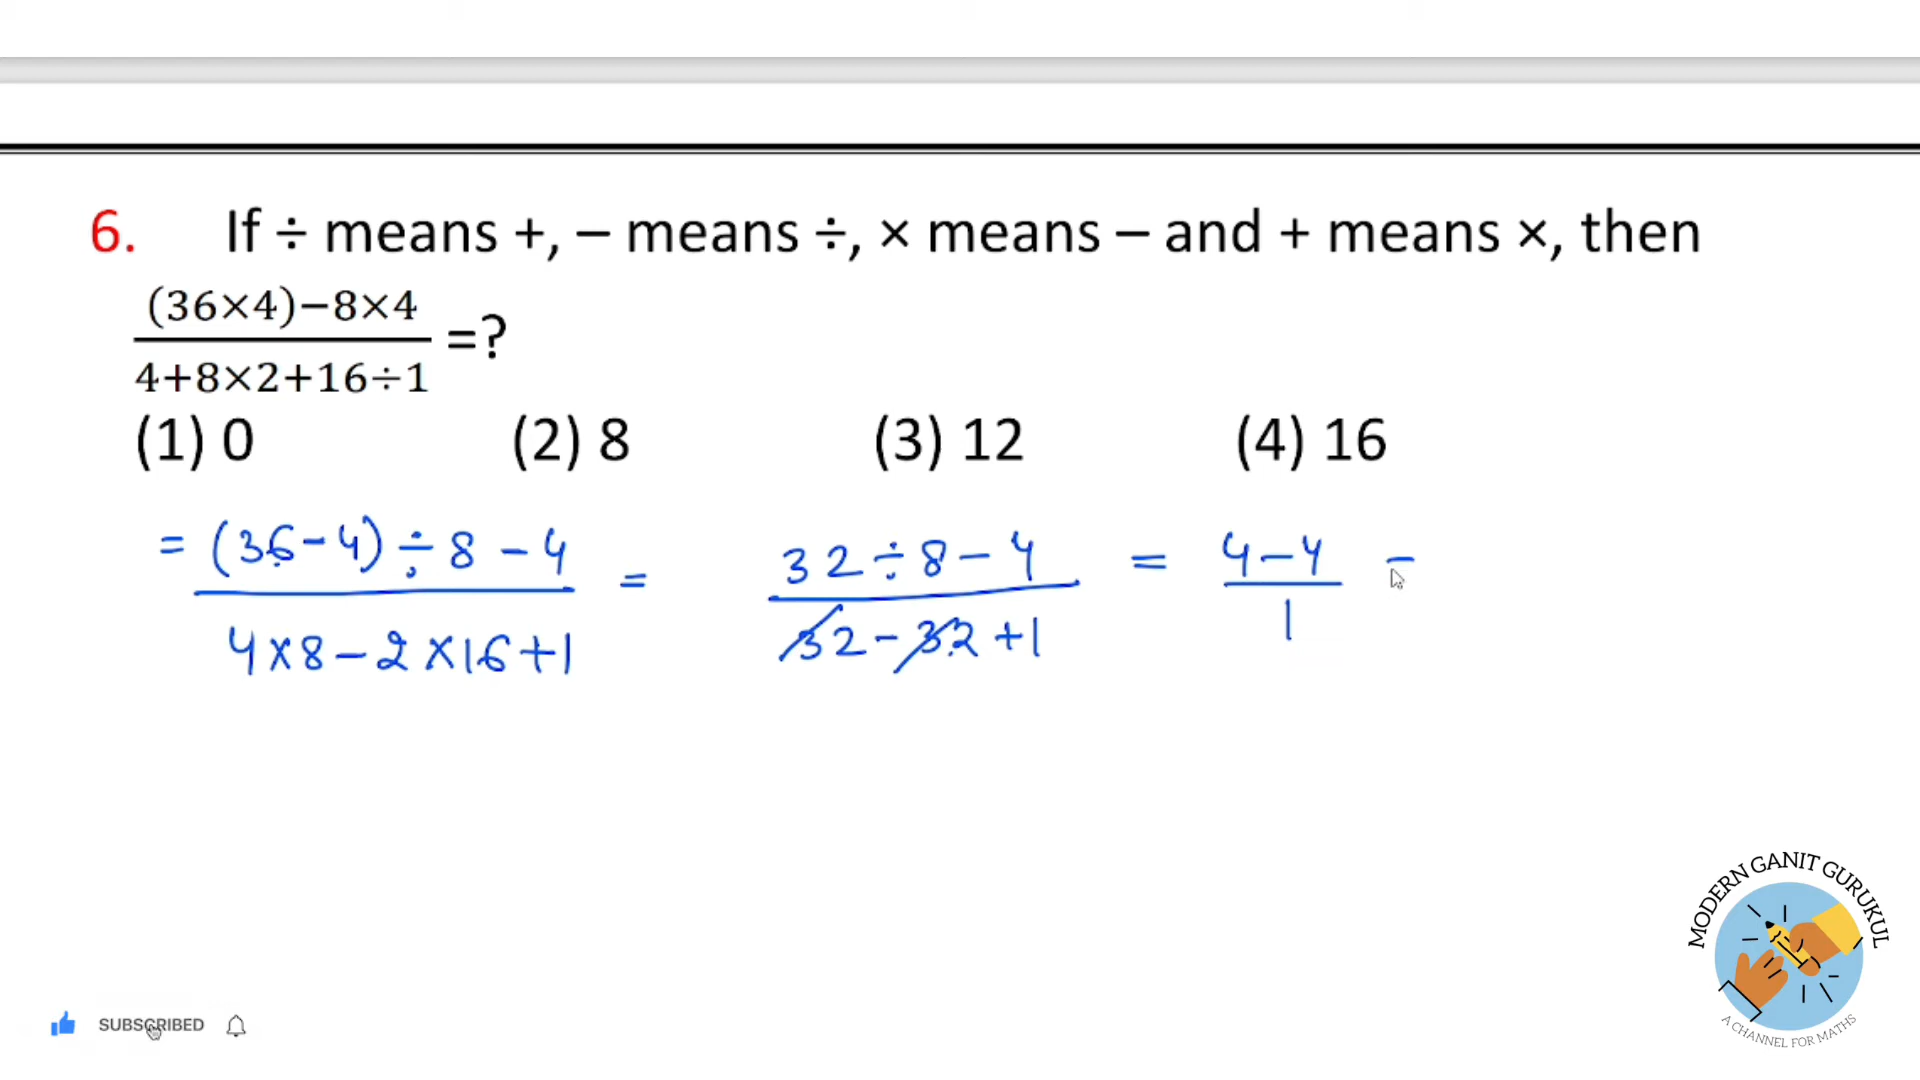 6. If ÷ means +, – means ÷, × means – and + means ×, then
(36×4)−8×4
4+8×2+16÷1
=?
(1) 0 (2) 8 (3) 12 (4) 16
= (36-4) ÷ 8 - 4
4×8-2×16+1
=
32÷8-4
32-32+1
=
4-4
1
MODERN GANIT GURUKUL
A CHANNEL FOR MATHS
SUBSCRIBED